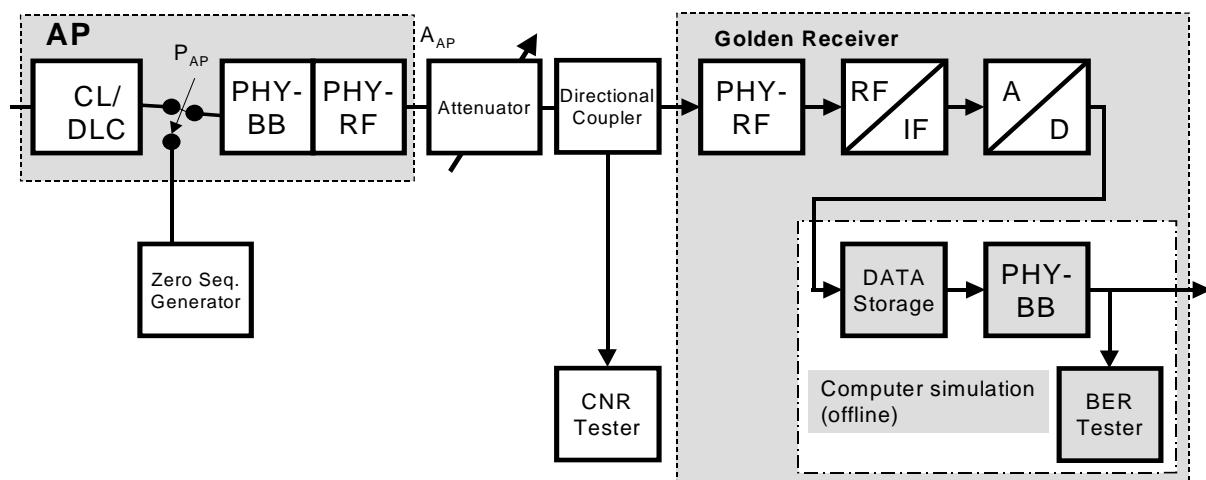 AP
P AP
CL/
DLC
PHY-
BB
PHY-
RF
A AP
Attenuator
Directional
Coupler
Golden Receiver
PHY-
RF
RF
IF
A
D
Zero Seq.
Generator
DATA
Storage
PHY-
BB
CNR
Tester
Computer simulation
(offline)
BER
Tester